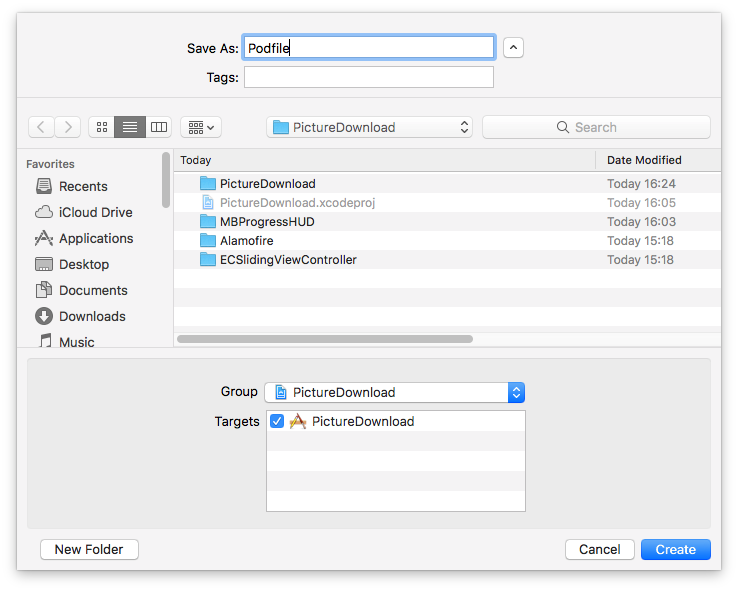 Save As: Podfile
Tags:
PictureDownload
Search
Favorites
Recents
iCloud Drive
Applications
Desktop
Documents
Downloads
Music
Today Date Modified
PictureDownload Today 16:24
PictureDownload.xcodeproj Today 16:05
MBProgressHUD Today 16:03
Alamofire Today 15:18
ECSlidingViewController Today 15:18
Group PictureDownload
Targets PictureDownload
New Folder Cancel Create